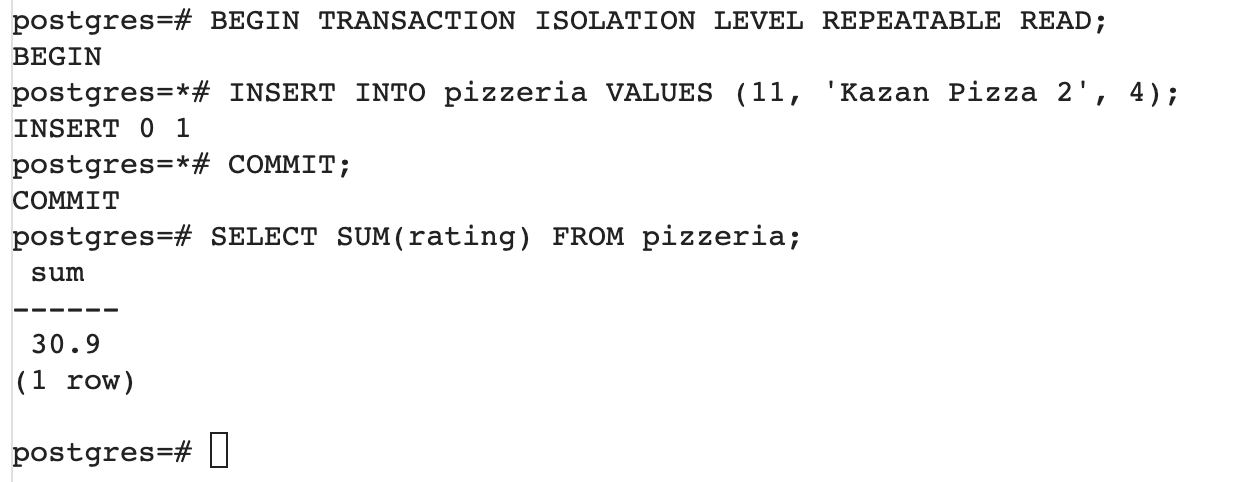 postgres=# BEGIN TRANSACTION ISOLATION LEVEL REPEATABLE READ;
BEGIN
postgres=*# INSERT INTO pizzeria VALUES (11, 'Kazan Pizza 2', 4);
INSERT 0 1
postgres=*# COMMIT;
COMMIT
postgres=# SELECT SUM(rating) FROM pizzeria;
 sum
------
 30.9
(1 row)

postgres=#